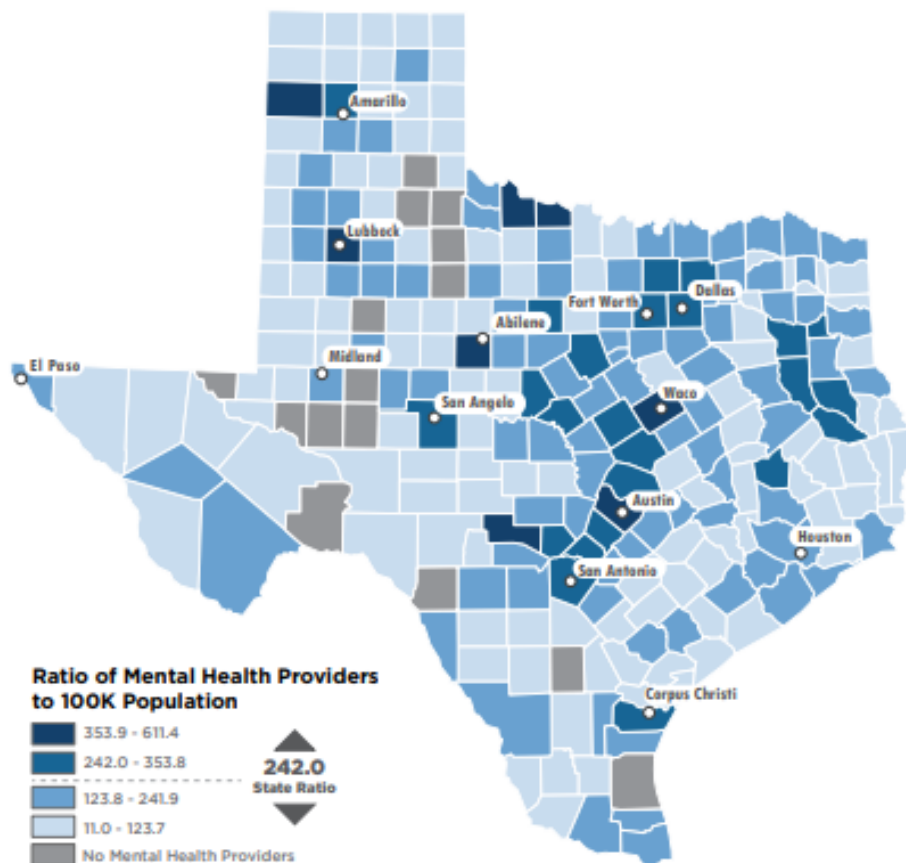 Amarillo
Lubbock
Dallas
Fort Worth
Abilene
El Paso
Midland
San Angelo
Waco
Austin
Houston
San Antonio
Corpus Christi
Ratio of Mental Health Providers
to 100K Population
353.9 - 611.4
242.0 - 353.8
242.0
State Ratio
123.8 - 241.9
11.0 - 123.7
No Mental Health Providers